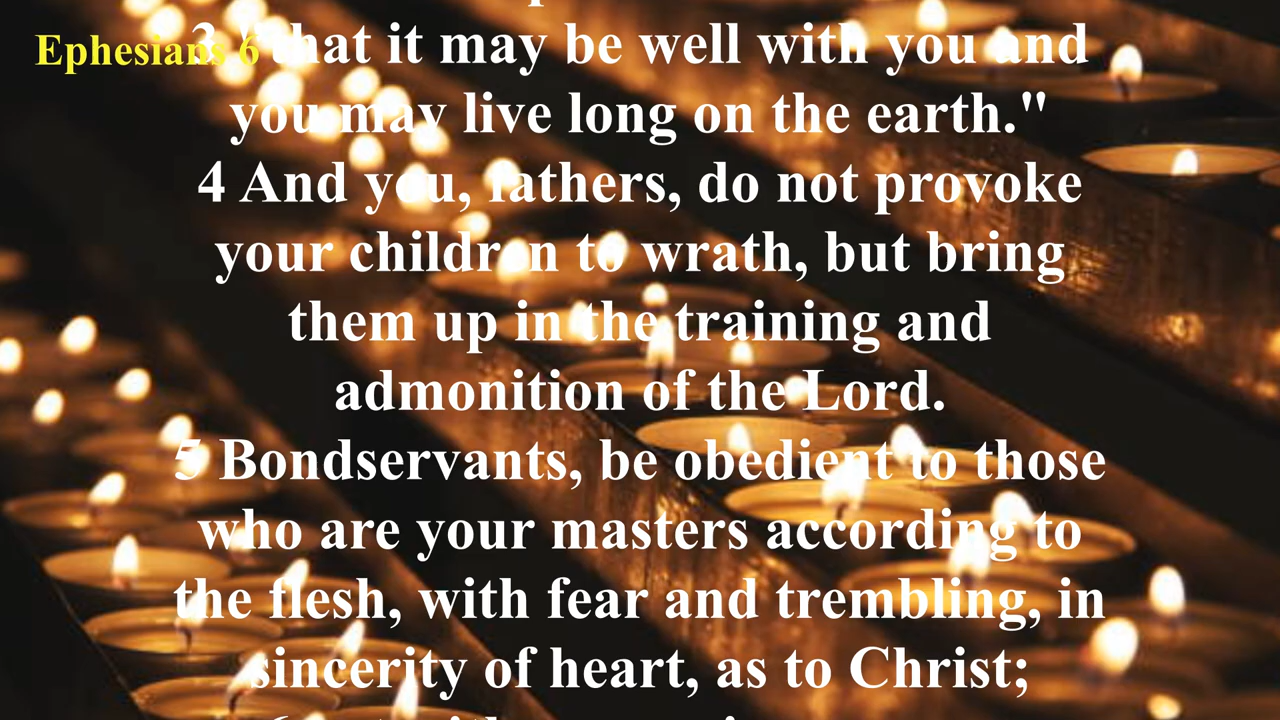 Ephesians 6
3 "that it may be well with you and
you may live long on the earth."
4 And you, fathers, do not provoke
your children to wrath, but bring
them up in the training and
admonition of the Lord.
5 Bondservants, be obedient to those
who are your masters according to
the flesh, with fear and trembling, in
sincerity of heart, as to Christ;